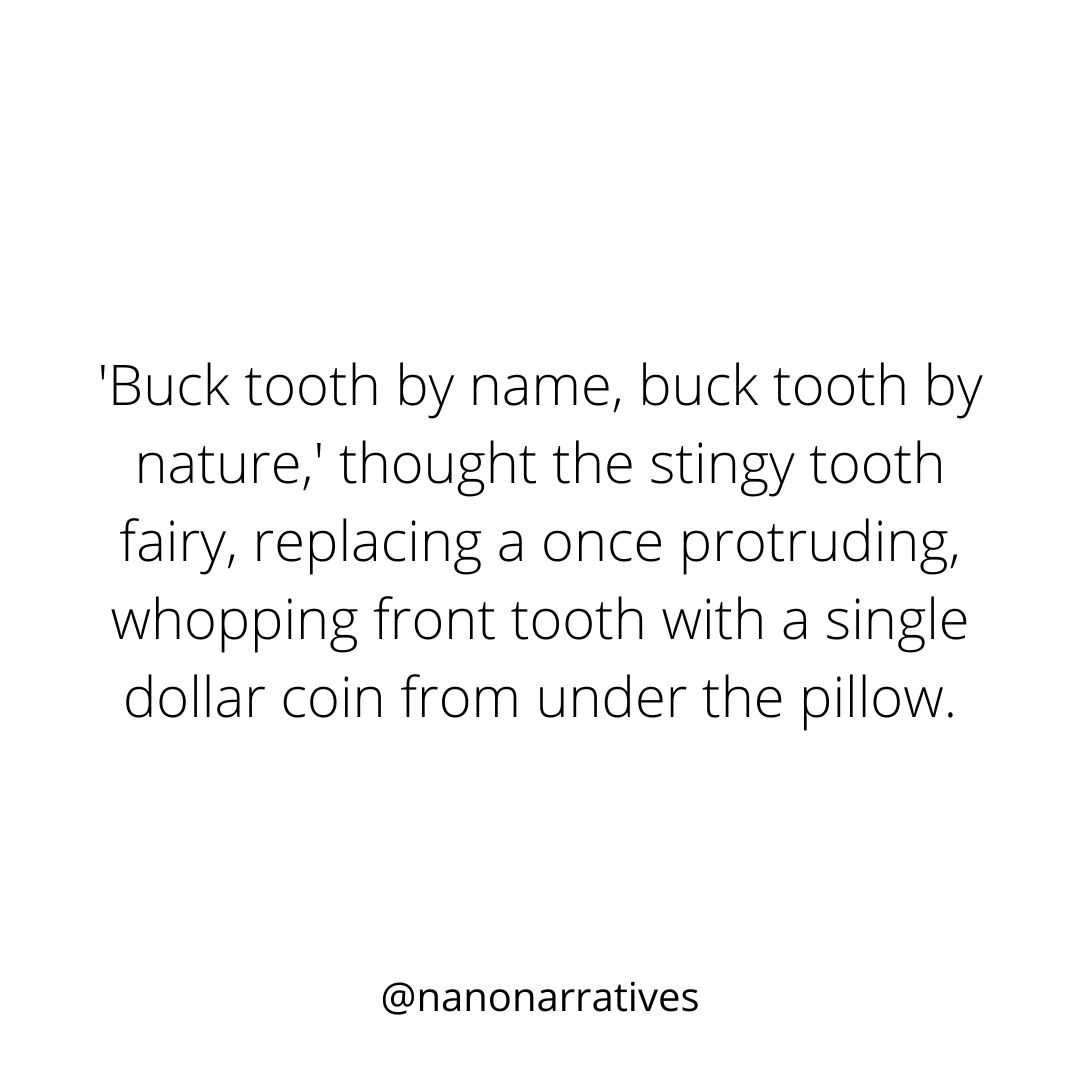 'Buck tooth by name, buck tooth by
nature,' thought the stingy tooth
fairy, replacing a once protruding,
whopping front tooth with a single
dollar coin from under the pillow.
@nanonarratives